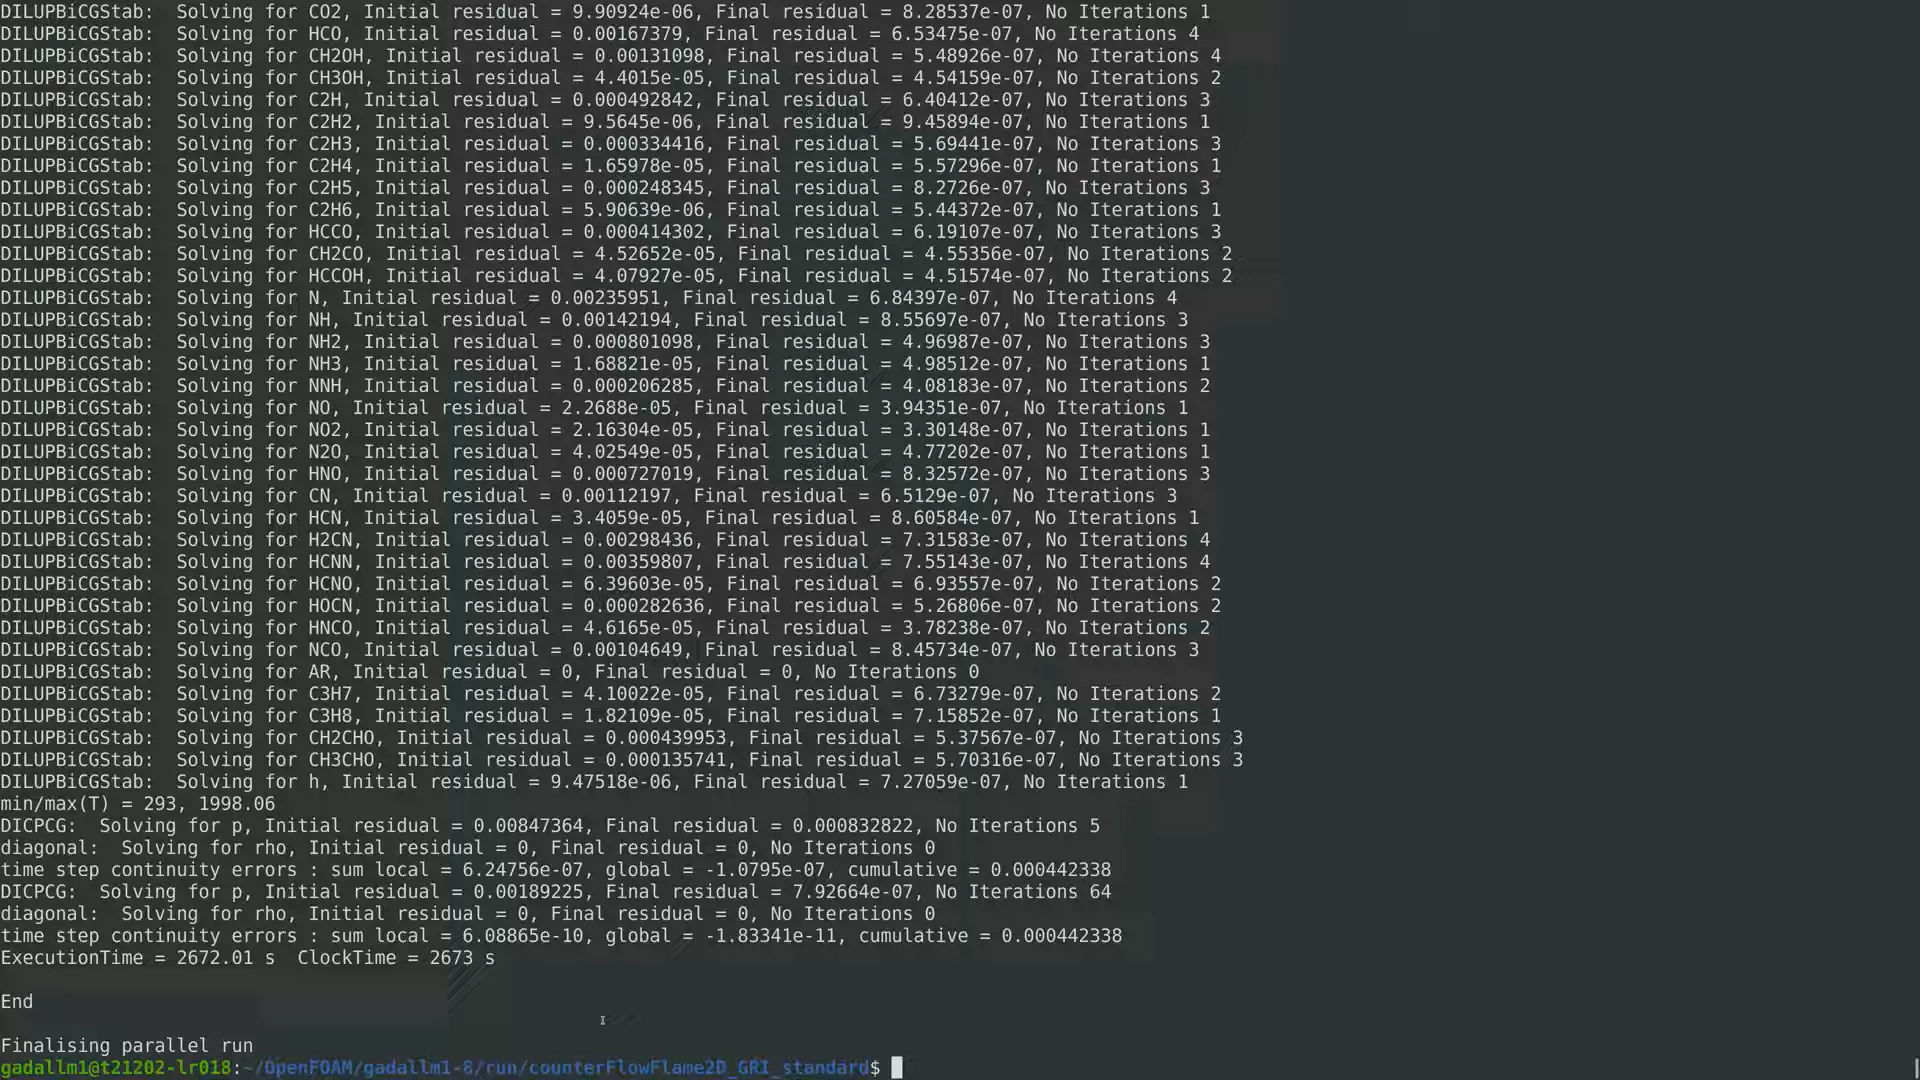 DILUPBiCGStab:  Solving for CO2, Initial residual = 9.90924e-06, Final residual = 8.28537e-07, No Iterations 1
DILUPBiCGStab:  Solving for HCO, Initial residual = 0.00167379, Final residual = 6.53475e-07, No Iterations 4
DILUPBiCGStab:  Solving for CH2OH, Initial residual = 0.00131098, Final residual = 5.48926e-07, No Iterations 4
DILUPBiCGStab:  Solving for CH3OH, Initial residual = 4.4015e-05, Final residual = 4.54159e-07, No Iterations 2
DILUPBiCGStab:  Solving for C2H, Initial residual = 0.000492842, Final residual = 6.40412e-07, No Iterations 3
DILUPBiCGStab:  Solving for C2H2, Initial residual = 9.5645e-06, Final residual = 9.45894e-07, No Iterations 1
DILUPBiCGStab:  Solving for C2H3, Initial residual = 0.000334416, Final residual = 5.69441e-07, No Iterations 3
DILUPBiCGStab:  Solving for C2H4, Initial residual = 1.65978e-05, Final residual = 5.57296e-07, No Iterations 1
DILUPBiCGStab:  Solving for C2H5, Initial residual = 0.000248345, Final residual = 8.2726e-07, No Iterations 3
DILUPBiCGStab:  Solving for C2H6, Initial residual = 5.90639e-06, Final residual = 5.44372e-07, No Iterations 1
DILUPBiCGStab:  Solving for HCCO, Initial residual = 0.000414302, Final residual = 6.19107e-07, No Iterations 3
DILUPBiCGStab:  Solving for CH2CO, Initial residual = 4.52652e-05, Final residual = 4.55356e-07, No Iterations 2
DILUPBiCGStab:  Solving for HCCOH, Initial residual = 4.07927e-05, Final residual = 4.51574e-07, No Iterations 2
DILUPBiCGStab:  Solving for N, Initial residual = 0.00235951, Final residual = 6.84397e-07, No Iterations 4
DILUPBiCGStab:  Solving for NH, Initial residual = 0.00142194, Final residual = 8.55697e-07, No Iterations 3
DILUPBiCGStab:  Solving for NH2, Initial residual = 0.000801098, Final residual = 4.96987e-07, No Iterations 3
DILUPBiCGStab:  Solving for NH3, Initial residual = 1.68821e-05, Final residual = 4.98512e-07, No Iterations 1
DILUPBiCGStab:  Solving for NNH, Initial residual = 0.000206285, Final residual = 4.08183e-07, No Iterations 2
DILUPBiCGStab:  Solving for NO, Initial residual = 2.2688e-05, Final residual = 3.94351e-07, No Iterations 1
DILUPBiCGStab:  Solving for NO2, Initial residual = 2.16304e-05, Final residual = 3.30148e-07, No Iterations 1
DILUPBiCGStab:  Solving for N2O, Initial residual = 4.02549e-05, Final residual = 4.77202e-07, No Iterations 1
DILUPBiCGStab:  Solving for HNO, Initial residual = 0.000727019, Final residual = 8.32572e-07, No Iterations 3
DILUPBiCGStab:  Solving for CN, Initial residual = 0.00112197, Final residual = 6.5129e-07, No Iterations 3
DILUPBiCGStab:  Solving for HCN, Initial residual = 3.4059e-05, Final residual = 8.60584e-07, No Iterations 1
DILUPBiCGStab:  Solving for H2CN, Initial residual = 0.00298436, Final residual = 7.31583e-07, No Iterations 4
DILUPBiCGStab:  Solving for HCNN, Initial residual = 0.00359807, Final residual = 7.55143e-07, No Iterations 4
DILUPBiCGStab:  Solving for HCNO, Initial residual = 6.39603e-05, Final residual = 6.93557e-07, No Iterations 2
DILUPBiCGStab:  Solving for HOCN, Initial residual = 0.000282636, Final residual = 5.26806e-07, No Iterations 2
DILUPBiCGStab:  Solving for HNCO, Initial residual = 4.6165e-05, Final residual = 3.78238e-07, No Iterations 2
DILUPBiCGStab:  Solving for NCO, Initial residual = 0.00104649, Final residual = 8.45734e-07, No Iterations 3
DILUPBiCGStab:  Solving for AR, Initial residual = 0, Final residual = 0, No Iterations 0
DILUPBiCGStab:  Solving for C3H7, Initial residual = 4.10022e-05, Final residual = 6.73279e-07, No Iterations 2
DILUPBiCGStab:  Solving for C3H8, Initial residual = 1.82109e-05, Final residual = 7.15852e-07, No Iterations 1
DILUPBiCGStab:  Solving for CH2CHO, Initial residual = 0.000439953, Final residual = 5.37567e-07, No Iterations 3
DILUPBiCGStab:  Solving for CH3CHO, Initial residual = 0.000135741, Final residual = 5.70316e-07, No Iterations 3
DILUPBiCGStab:  Solving for h, Initial residual = 9.47518e-06, Final residual = 7.27059e-07, No Iterations 1
min/max(T) = 293, 1998.06
DICPCG:  Solving for p, Initial residual = 0.00847364, Final residual = 0.000832822, No Iterations 5
diagonal:  Solving for rho, Initial residual = 0, Final residual = 0, No Iterations 0
time step continuity errors : sum local = 6.24756e-07, global = -1.0795e-07, cumulative = 0.000442338
DICPCG:  Solving for p, Initial residual = 0.00189225, Final residual = 7.92664e-07, No Iterations 64
diagonal:  Solving for rho, Initial residual = 0, Final residual = 0, No Iterations 0
time step continuity errors : sum local = 6.08865e-10, global = -1.83341e-11, cumulative = 0.000442338
ExecutionTime = 2672.01 s  ClockTime = 2673 s
End
Finalising parallel run
gadallm1@t21202-lr018:~/OpenFOAM/gadallm1-8/run/counterFlowFlame2D_GRI_standard$